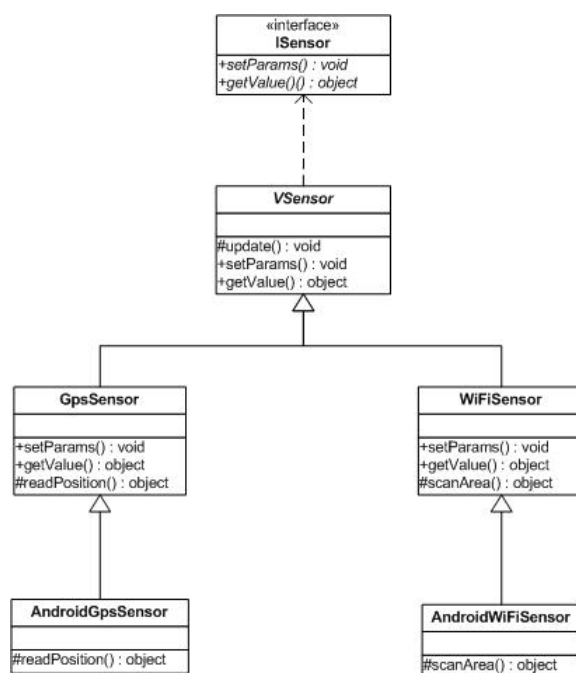 «interface»
ISensor
+setParams() : void
+getValue()() : object
VSensor
#update() : void
+setParams() : void
+getValue() : object
GpsSensor
+setParams() : void
+getValue() : object
#readPosition() : object
WiFiSensor
+setParams() : void
+getValue() : object
#scanArea() : object
AndroidGpsSensor
#readPosition() : object
AndroidWiFiSensor
#scanArea() : object